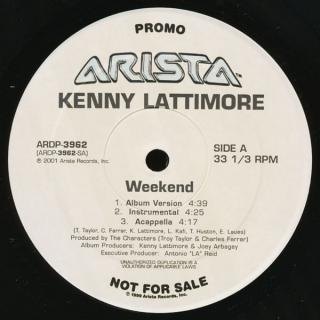 PROMO
ARISTA™
KENNY LATTIMORE
ARDP-3962
(ARDP-3962-SA)
℗ 2001 Arista Records, Inc.
SIDE A
33 1/3 RPM
Weekend
1. Album Version 4:39
2. Instrumental 4:25
3. Acappella 4:17
(T. Taylor, C. Farrar, K. Lattimore, L. Kafi, T. Huston, E. Laues)
Produced by The Characters (Troy Taylor & Charles Farrar)
Album Producers: Kenny Lattimore & Joey Arbagey
Executive Producer: Antonio "LA" Reid
UNAUTHORIZED DUPLICATION IS A
VIOLATION OF APPLICABLE LAWS
NOT FOR SALE
© 1999 Arista Records, Inc.